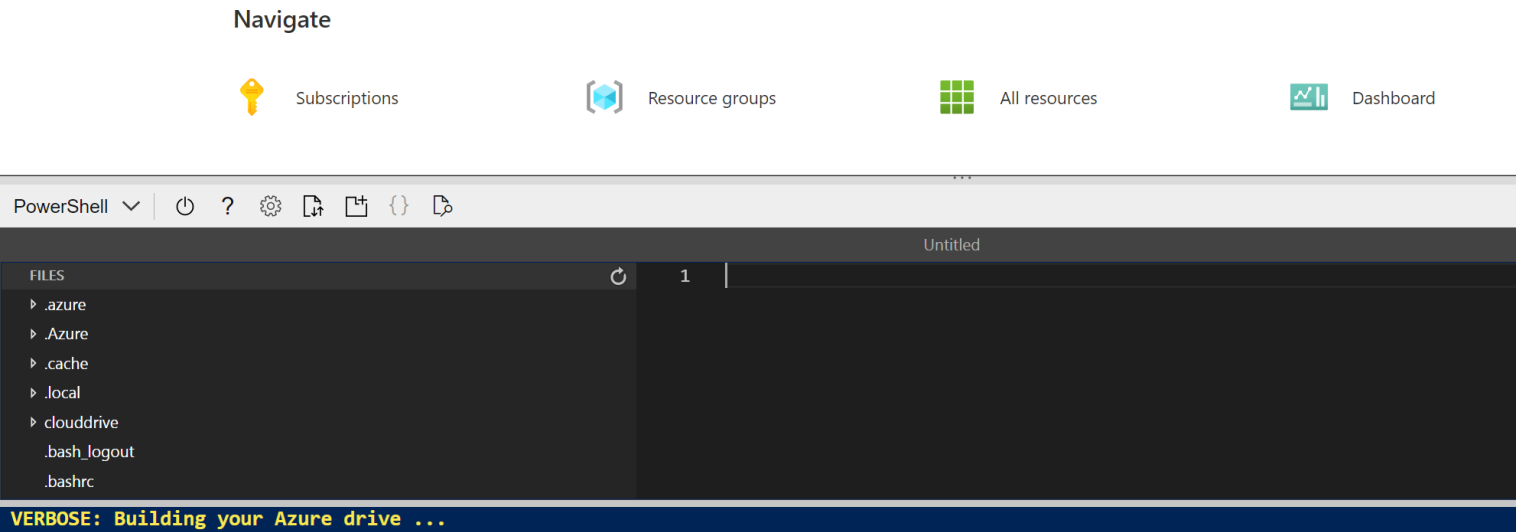 Navigate
Subscriptions Resource groups All resources Dashboard
PowerShell ?
Untitled
FILES
1
.azure
.Azure
.cache
.local
clouddrive
.bash_logout
.bashrc
VERBOSE: Building your Azure drive ...